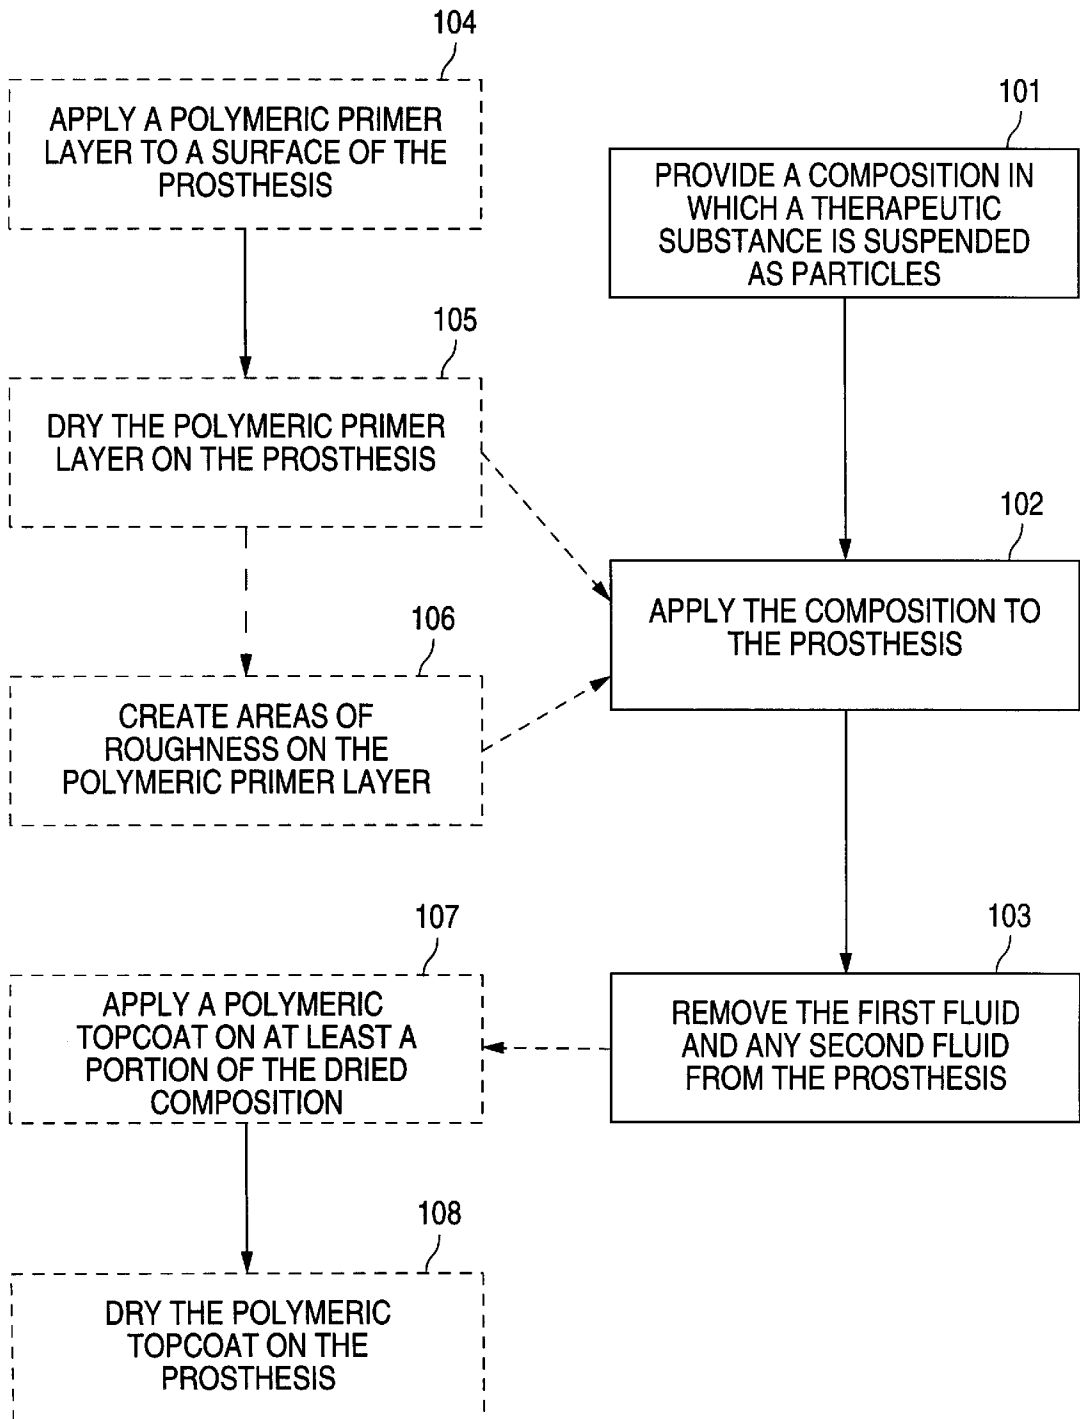 104
APPLY A POLYMERIC PRIMER
LAYER TO A SURFACE OF THE
PROSTHESIS
101
PROVIDE A COMPOSITION IN
WHICH A THERAPEUTIC
SUBSTANCE IS SUSPENDED
AS PARTICLES
105
DRY THE POLYMERIC PRIMER
LAYER ON THE PROSTHESIS
102
APPLY THE COMPOSITION TO
THE PROSTHESIS
106
CREATE AREAS OF
ROUGHNESS ON THE
POLYMERIC PRIMER LAYER
103
REMOVE THE FIRST FLUID
AND ANY SECOND FLUID
FROM THE PROSTHESIS
107
APPLY A POLYMERIC
TOPCOAT ON AT LEAST A
PORTION OF THE DRIED
COMPOSITION
108
DRY THE POLYMERIC
TOPCOAT ON THE
PROSTHESIS